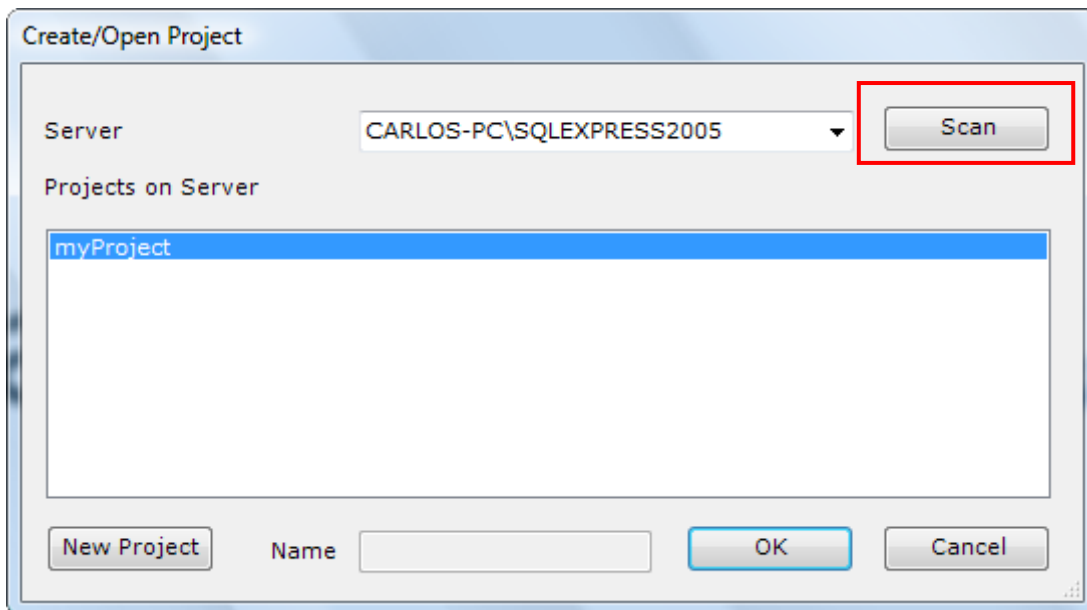 Create/Open Project
Server CARLOS-PC\SQLEXPRESS2005 Scan
Projects on Server
myProject
New Project Name OK Cancel